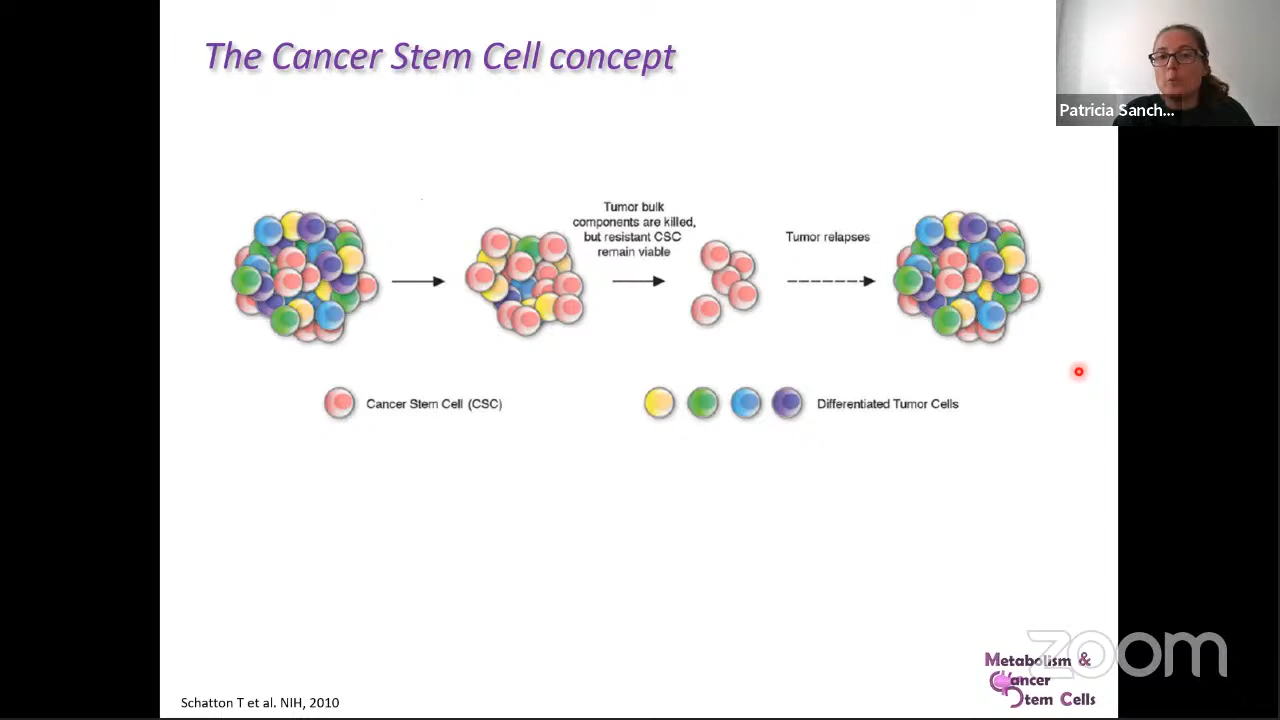 The Cancer Stem Cell concept
Patricia Sanch...
Tumor bulk
components are killed,
but resistant CSC
remain viable
Tumor relapses
Cancer Stem Cell (CSC)
Differentiated Tumor Cells
zoom
Metabolism &
Cancer
Stem Cells
Schatton T et al. NIH, 2010